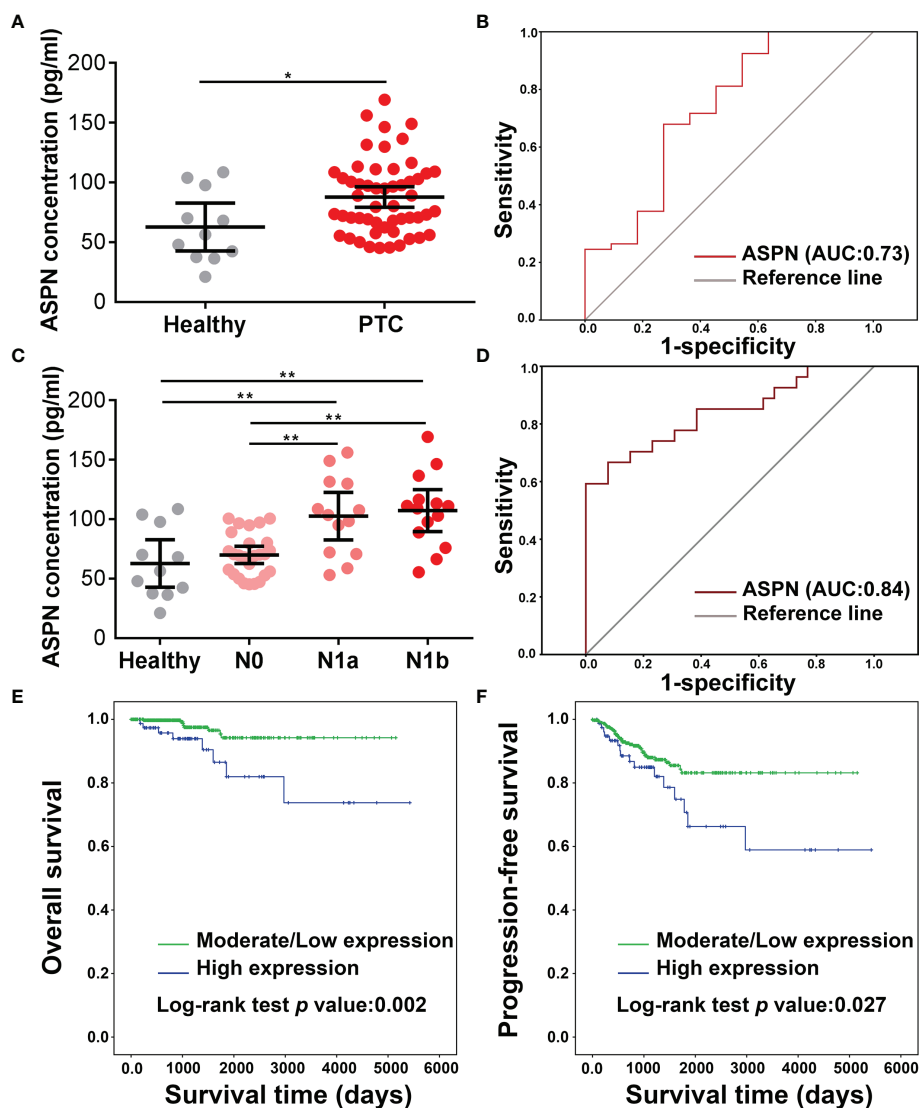 A
ASPN concentration (pg/ml)
200
150
100
50
0
*
Healthy
PTC
B
Sensitivity
1.0
0.8
0.6
0.4
0.2
0.0
ASPN (AUC:0.73)
Reference line
0.0 0.2 0.4 0.6 0.8 1.0
1-specificity
C
ASPN concentration (pg/ml)
200
150
100
50
0
**
**
**
**
Healthy
N0
N1a
N1b
D
Sensitivity
1.0
0.8
0.6
0.4
0.2
0.0
ASPN (AUC:0.84)
Reference line
0.0 0.2 0.4 0.6 0.8 1.0
1-specificity
E
Overall survival
1.0
0.8
0.6
0.4
0.2
0.0
Moderate/Low expression
High expression
Log-rank test p value:0.002
0.0 1000 2000 3000 4000 5000 6000
Survival time (days)
F
Progression-free survival
1.0
0.8
0.6
0.4
0.2
0.0
Moderate/Low expression
High expression
Log-rank test p value:0.027
0.0 1000 2000 3000 4000 5000 6000
Survival time (days)